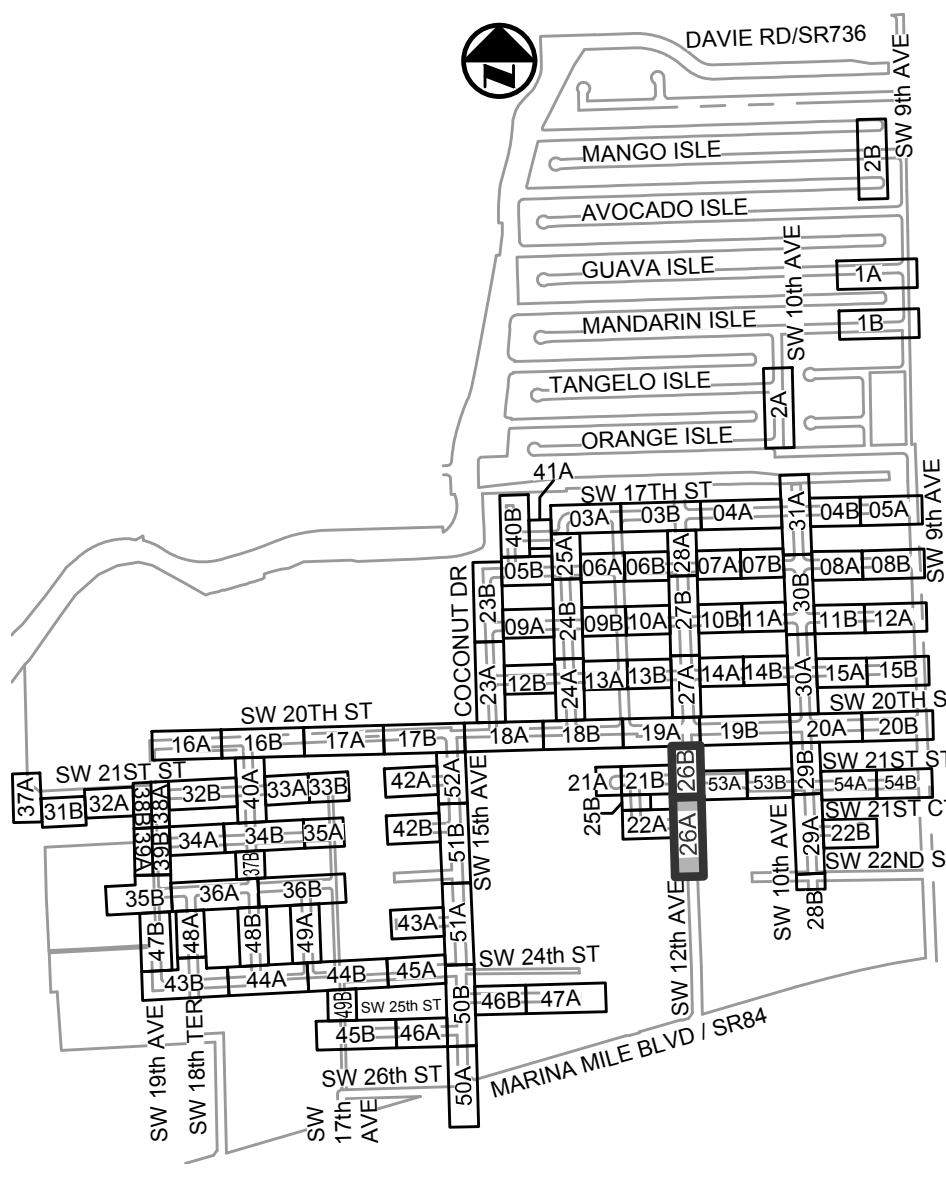 DAVIE RD/SR736
SW 9th AVE
N
MANGO ISLE
2B
AVOCADO ISLE
SW 10th AVE
GUAVA ISLE
1A
MANDARIN ISLE
1B
TANGELO ISLE
2A
ORANGE ISLE
41A
SW 17TH ST
SW 9th AVE
40B
03A
03B
04A
31A
04B
05A
25A
28A
05B
06A
06B
07A
07B
08A
08B
COCONUT DR
23B
24B
27B
30B
09A
09B
10A
10B
11A
11B
12A
23A
12B
24A
13A
13B
27A
14A
14B
30A
15A
15B
SW 20TH ST
SW 20TH S
16A
16B
17A
17B
18A
18B
19A
19B
20A
20B
SW 21ST ST
SW 21ST ST
37A
31B
32A
38B
38A
32B
40A
33A
33B
42A
52A
SW 15th AVE
21A
21B
26B
53A
53B
29B
54A
54B
25B
22A
26A
SW 10th AVE
29A
SW 21ST CT
22B
39A
39B
34A
34B
35A
37B
42B
51B
SW 22ND S
28B
35B
36A
36B
47B
48A
48B
49A
43A
51A
SW 12th AVE
43B
44A
44B
45A
SW 24th ST
49B
SW 25th ST
50B
46B
47A
45B
46A
SW 19th AVE
SW 18th TER
SW 26th ST
50A
MARINA MILE BLVD / SR84
SW
17th
AVE